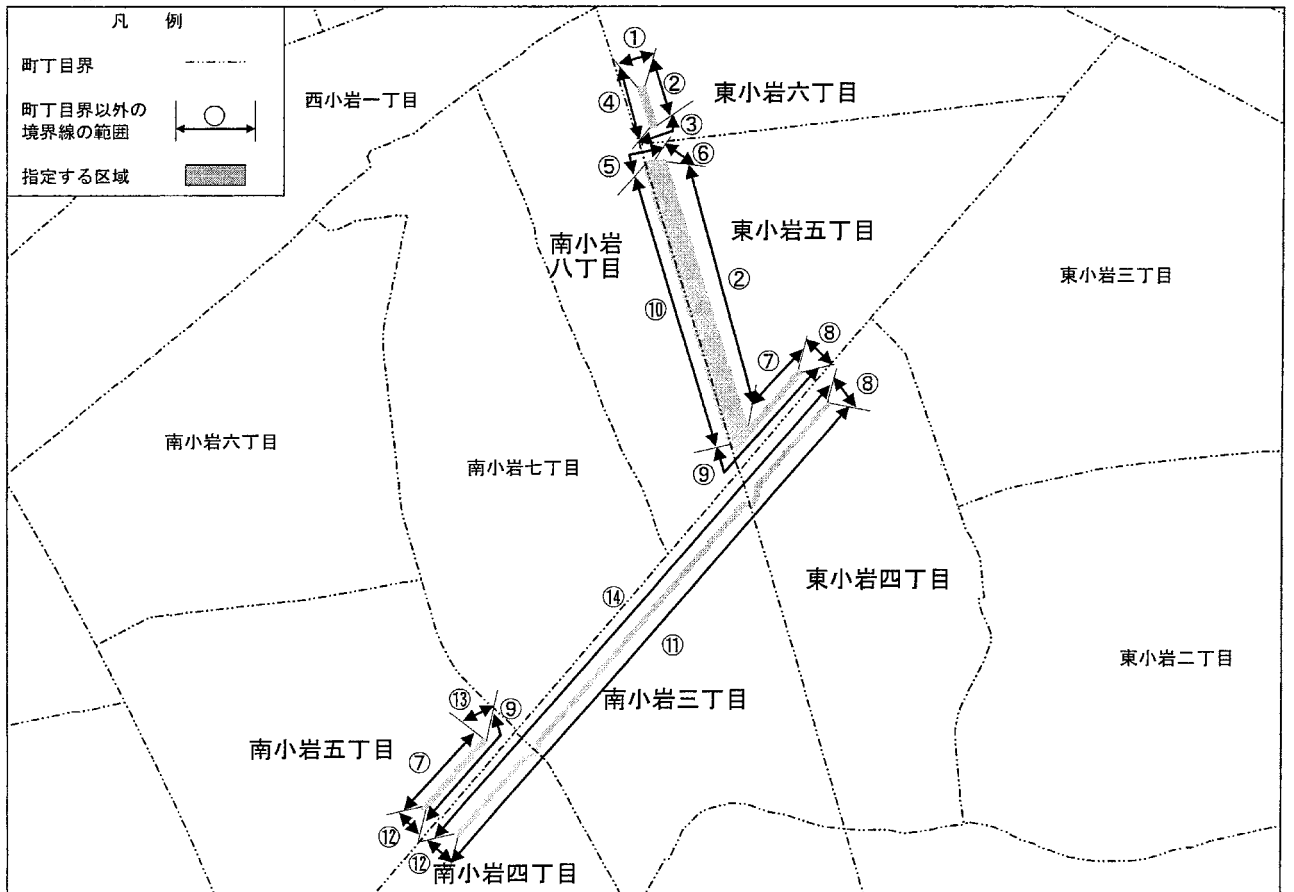 凡 例
町丁目界
町丁目界以外の
境界線の範囲
○
指定する区域
西小岩一丁目
①
②
③
④
東小岩六丁目
⑤
⑥
南小岩
八丁目
東小岩五丁目
②
⑩
東小岩三丁目
⑦
⑧
⑧
⑨
南小岩六丁目
南小岩七丁目
東小岩四丁目
⑭
⑪
東小岩二丁目
南小岩三丁目
⑬
⑨
南小岩五丁目
⑦
⑫
⑫
南小岩四丁目